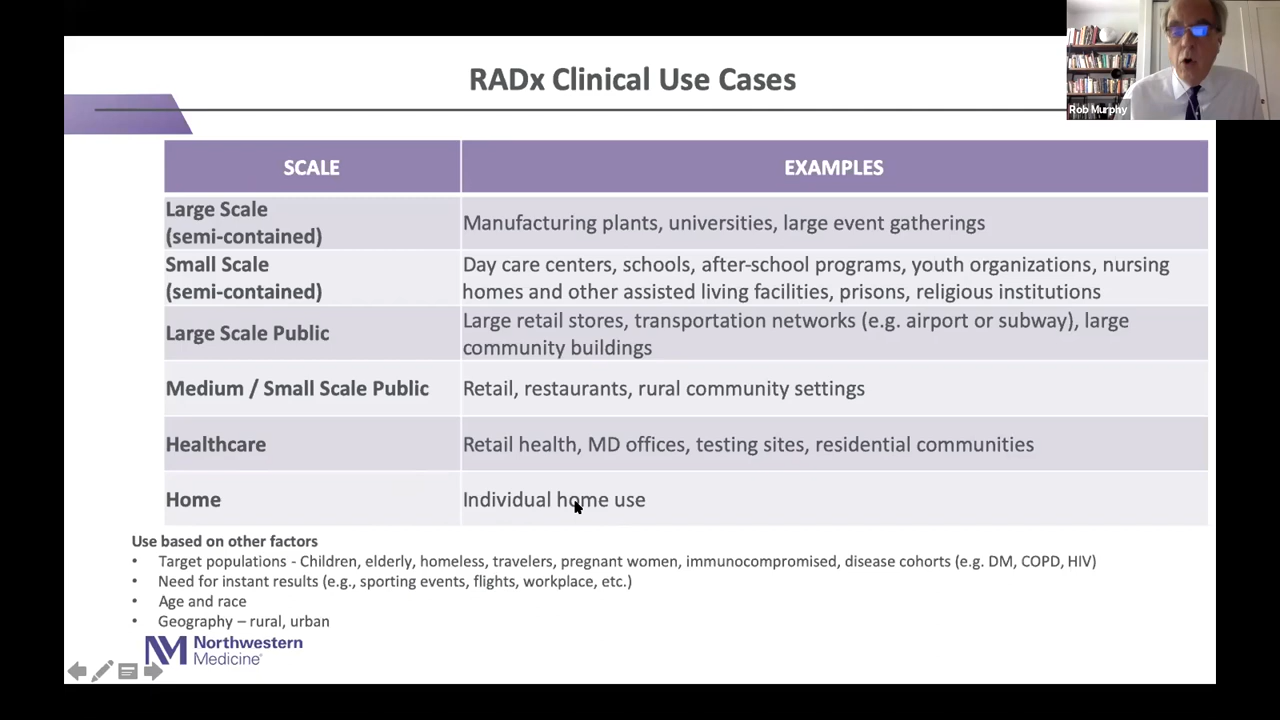 RADx Clinical Use Cases
Rob Murphy
SCALE
EXAMPLES
Large Scale
(semi-contained)
Manufacturing plants, universities, large event gatherings
Small Scale
(semi-contained)
Day care centers, schools, after-school programs, youth organizations, nursing
homes and other assisted living facilities, prisons, religious institutions
Large Scale Public
Large retail stores, transportation networks (e.g. airport or subway), large
community buildings
Medium / Small Scale Public
Retail, restaurants, rural community settings
Healthcare
Retail health, MD offices, testing sites, residential communities
Home
Individual home use
Use based on other factors
• Target populations - Children, elderly, homeless, travelers, pregnant women, immunocompromised, disease cohorts (e.g. DM, COPD, HIV)
• Need for instant results (e.g., sporting events, flights, workplace, etc.)
• Age and race
• Geography – rural, urban
NM Northwestern
Medicine®